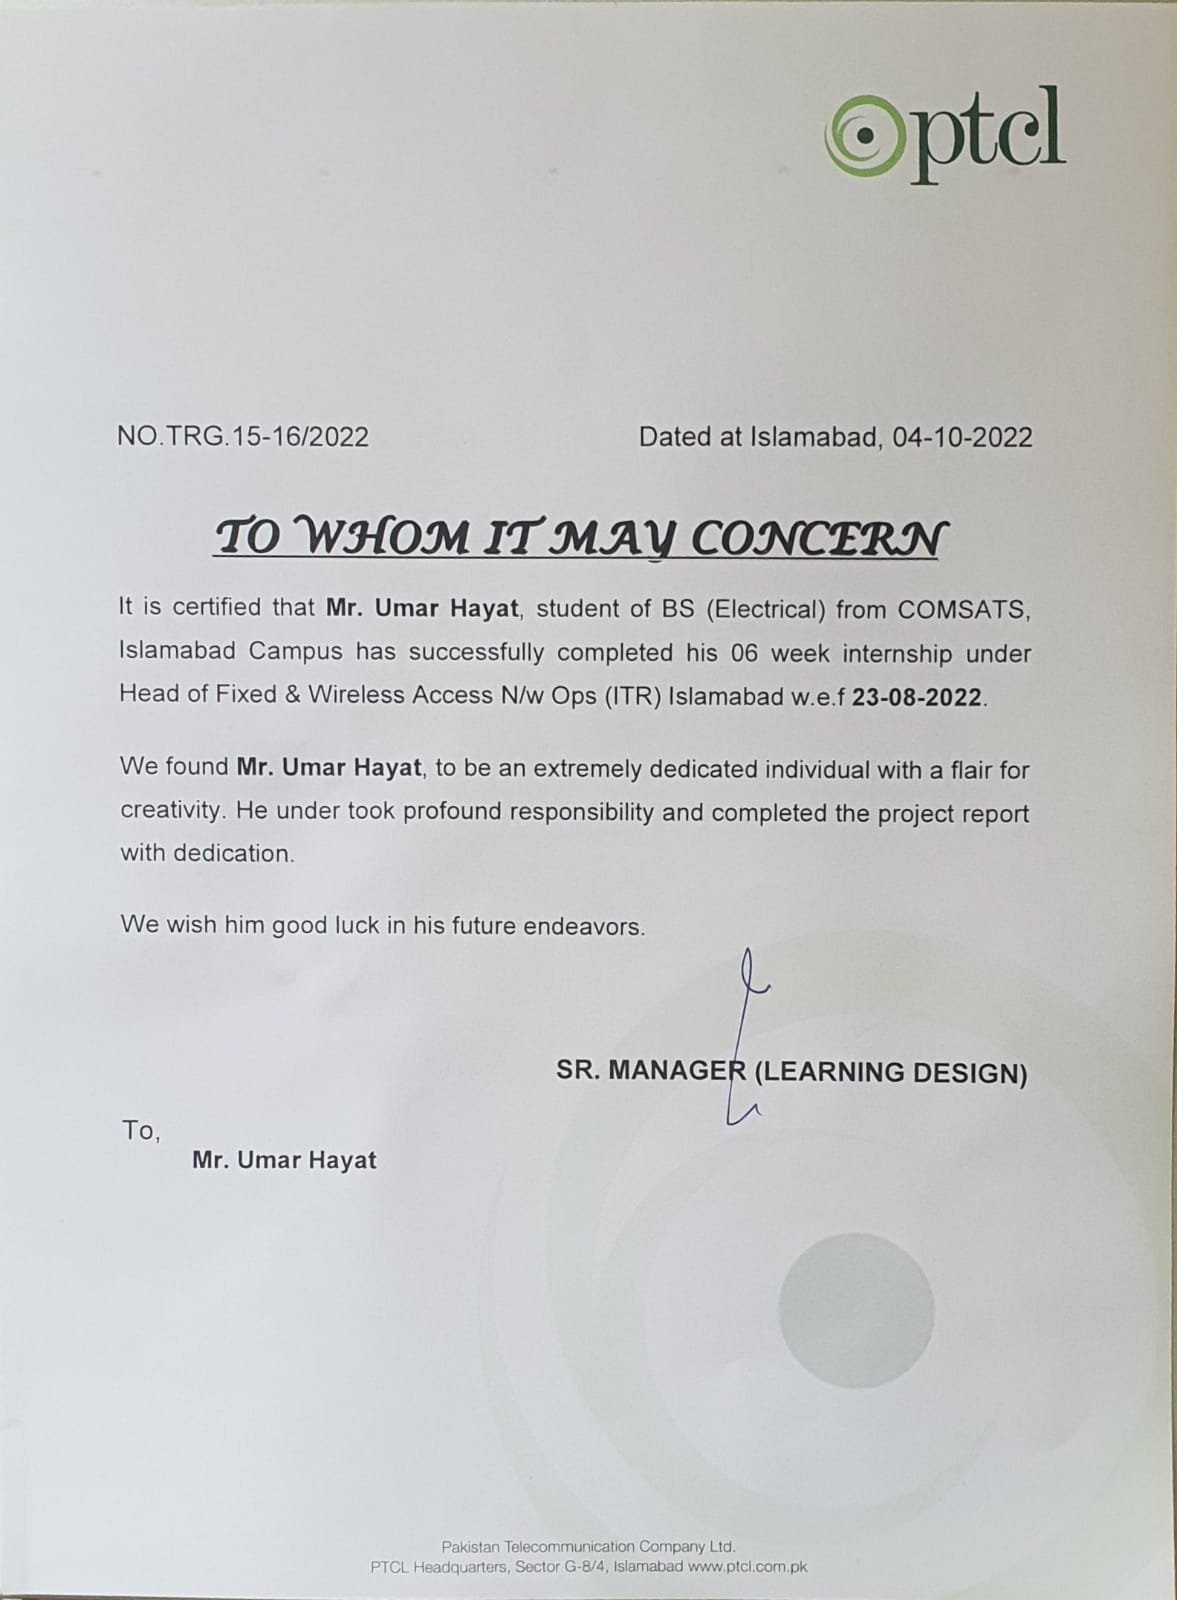 ptcl
NO.TRG.15-16/2022 Dated at Islamabad, 04-10-2022
TO WHOM IT MAY CONCERN
It is certified that Mr. Umar Hayat, student of BS (Electrical) from COMSATS,
Islamabad Campus has successfully completed his 06 week internship under
Head of Fixed & Wireless Access N/w Ops (ITR) Islamabad w.e.f 23-08-2022.
We found Mr. Umar Hayat, to be an extremely dedicated individual with a flair for
creativity. He under took profound responsibility and completed the project report
with dedication.
We wish him good luck in his future endeavors.
SR. MANAGER (LEARNING DESIGN)
To,
Mr. Umar Hayat
Pakistan Telecommunication Company Ltd.
PTCL Headquarters, Sector G-8/4, Islamabad www.ptcl.com.pk